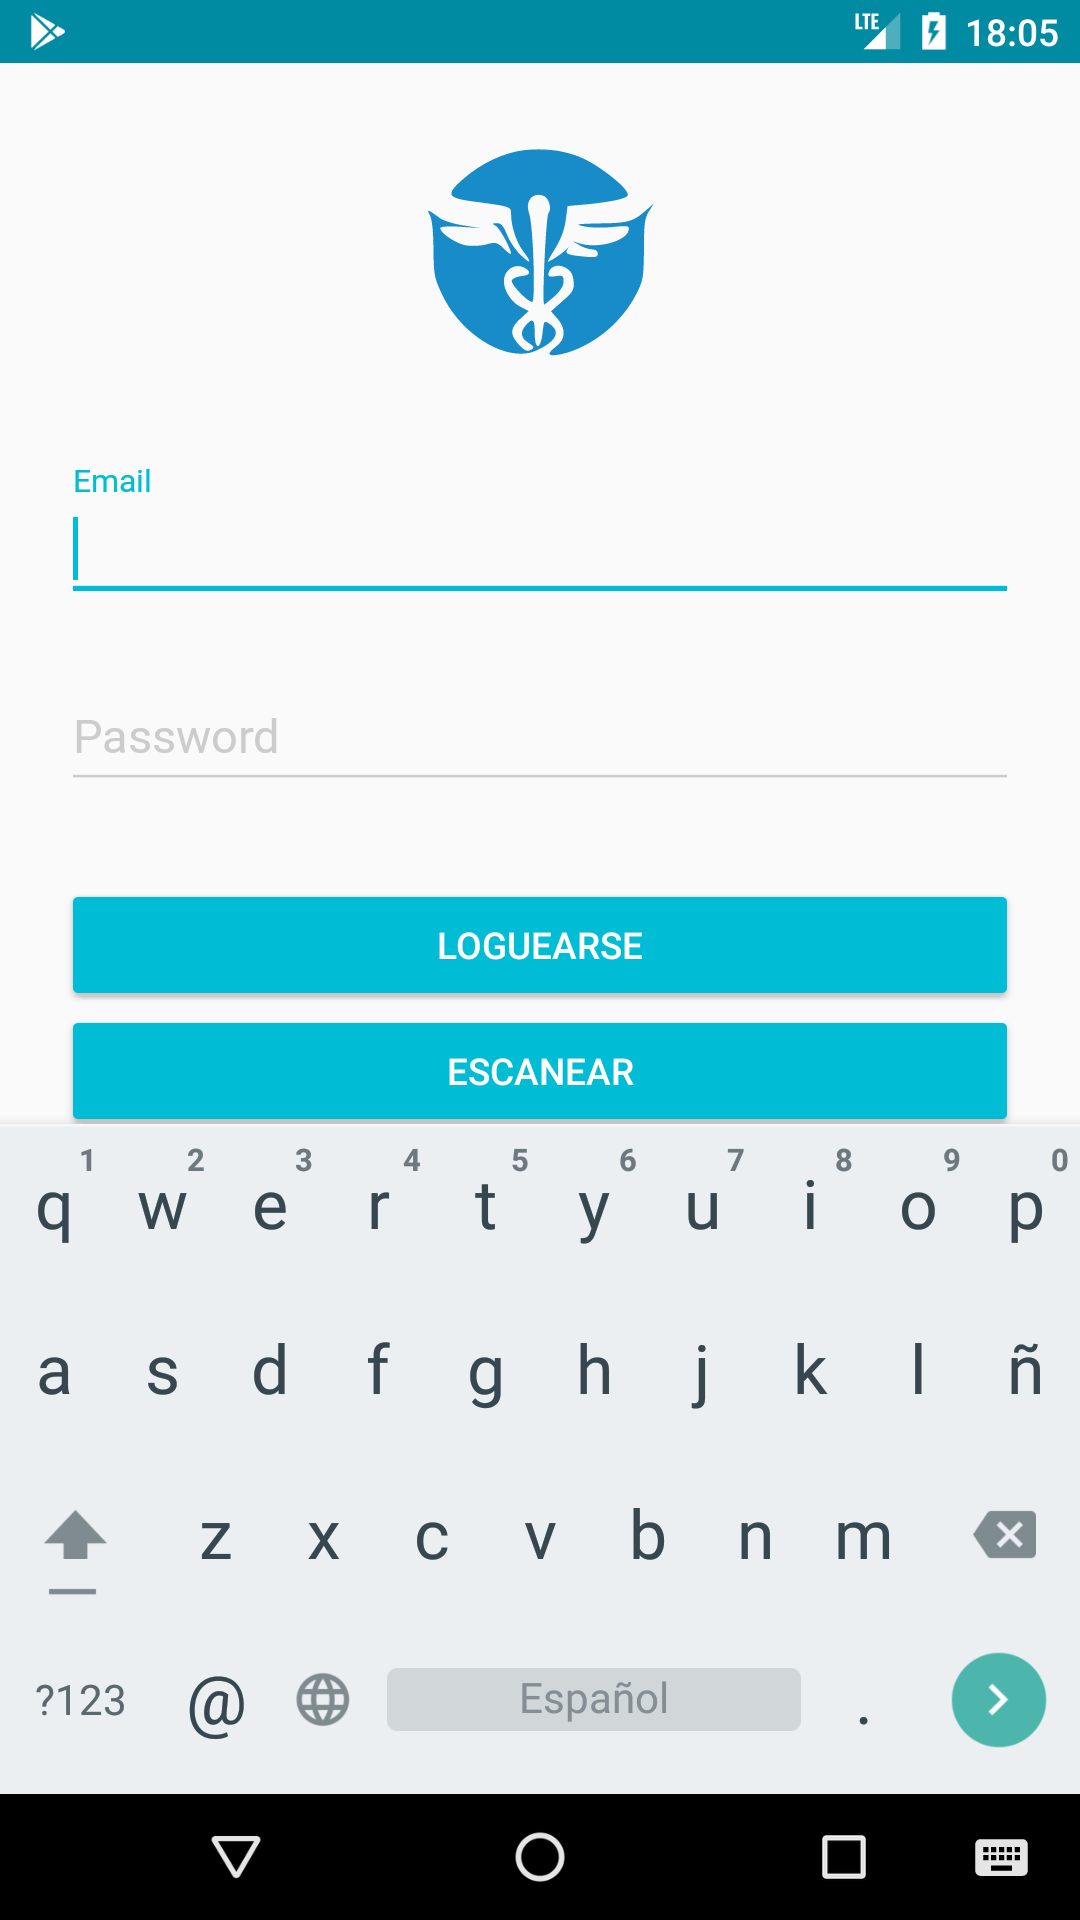 LTE 18:05
Email
Password
LOGUEARSE
ESCANEAR
1 2 3 4 5 6 7 8 9 0
q w e r t y u i o p
a s d f g h j k l ñ
z x c v b n m
?123 @ Español .